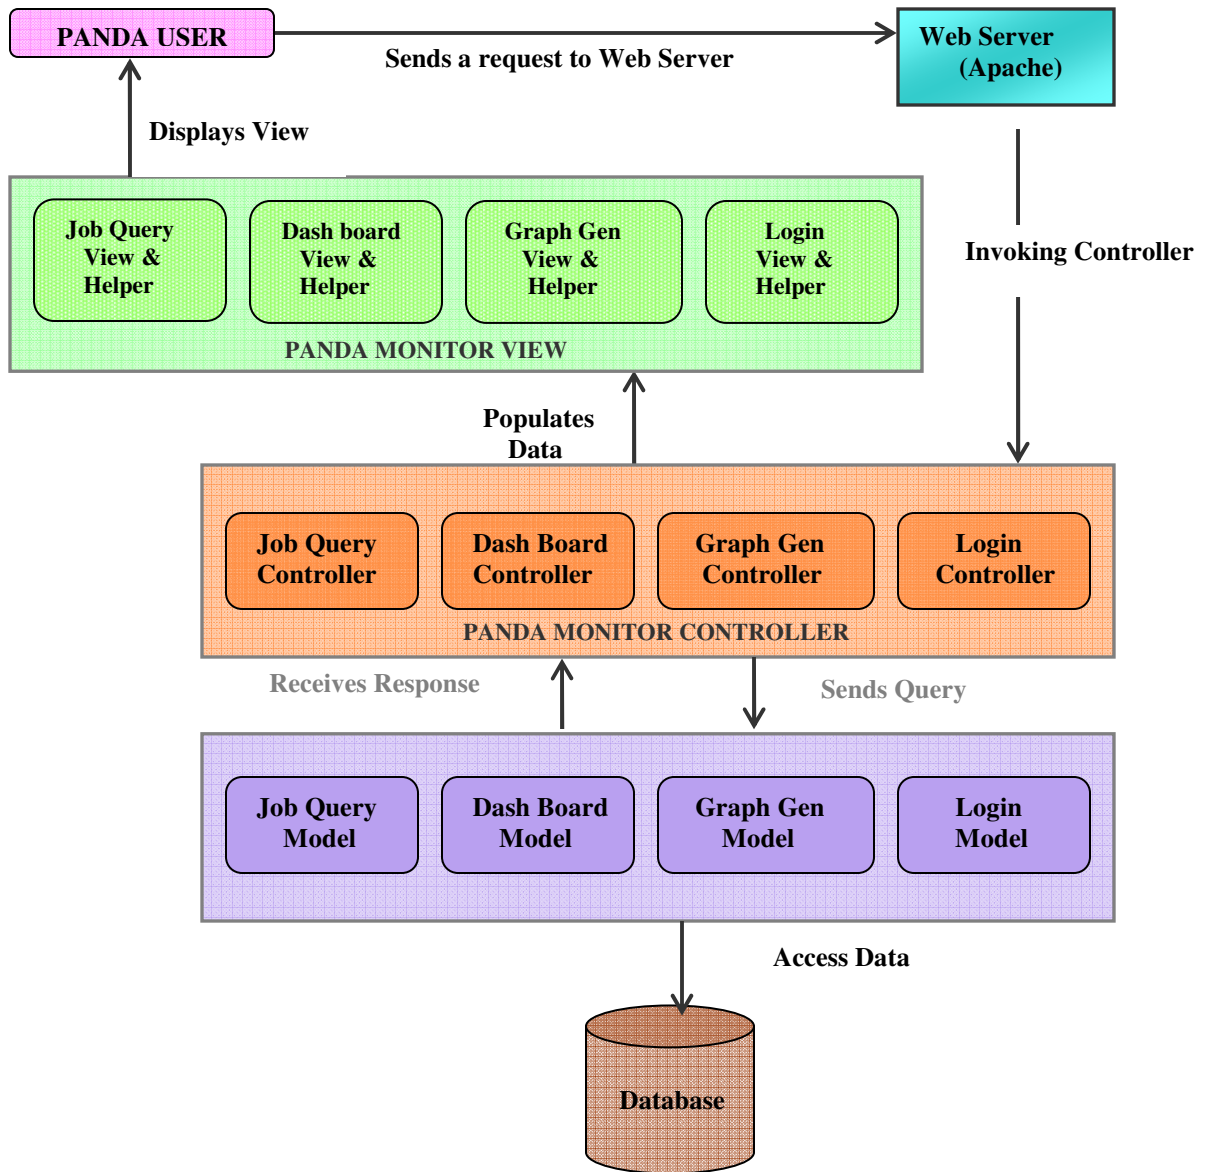 PANDA USER
Sends a request to Web Server
Web Server
(Apache)
Displays View
Job Query
View &
Helper
Dash board
View &
Helper
Graph Gen
View &
Helper
Login
View &
Helper
PANDA MONITOR VIEW
Invoking Controller
Populates
Data
Job Query
Controller
Dash Board
Controller
Graph Gen
Controller
Login
Controller
PANDA MONITOR CONTROLLER
Receives Response
Sends Query
Job Query
Model
Dash Board
Model
Graph Gen
Model
Login
Model
Access Data
Database